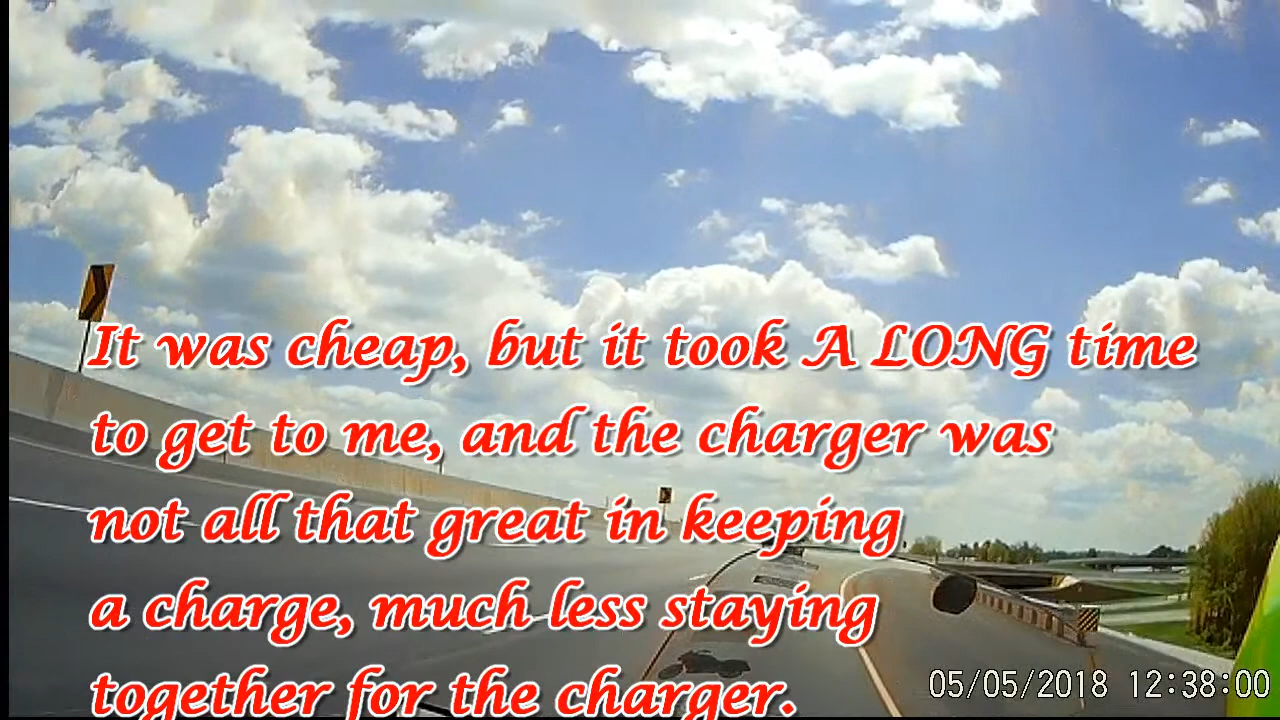 It was cheap, but it took A LONG time
to get to me, and the charger was
not all that great in keeping
a charge, much less staying
together for the charger.
05/05/2018 12:38:00